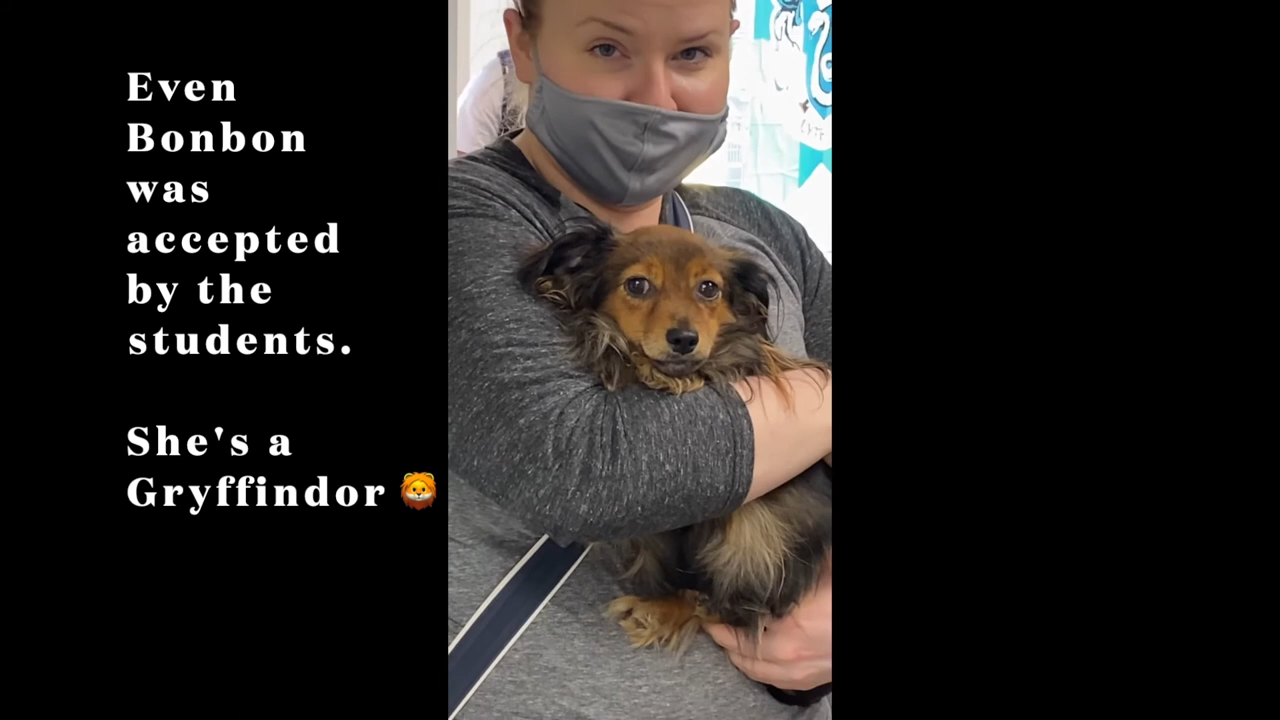 Even
Bonbon
was
accepted
by the
students.
She's a
Gryffindor 🦁